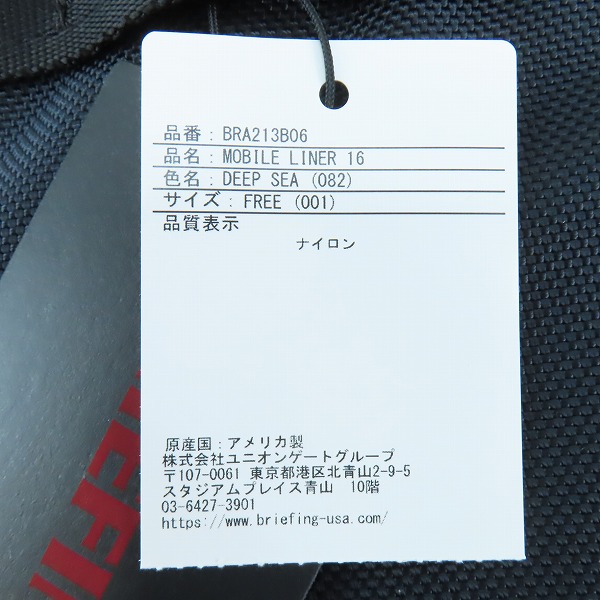 品番：BRA213B06
品名：MOBILE LINER 16
色名：DEEP SEA (082)
サイズ：FREE (001)
品質表示
ナイロン
原産国：アメリカ製
株式会社ユニオンゲートグループ
〒107-0061 東京都港区北青山2-9-5
スタジアムプレイス青山 10階
03-6427-3901
https://www.briefing-usa.com/